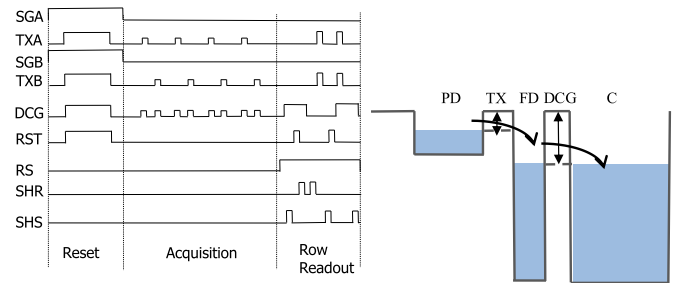 SGA
TXA
SGB
TXB
DCG
RST
RS
SHR
SHS
Reset
Acquisition
Row
Readout
PD TX FD DCG C